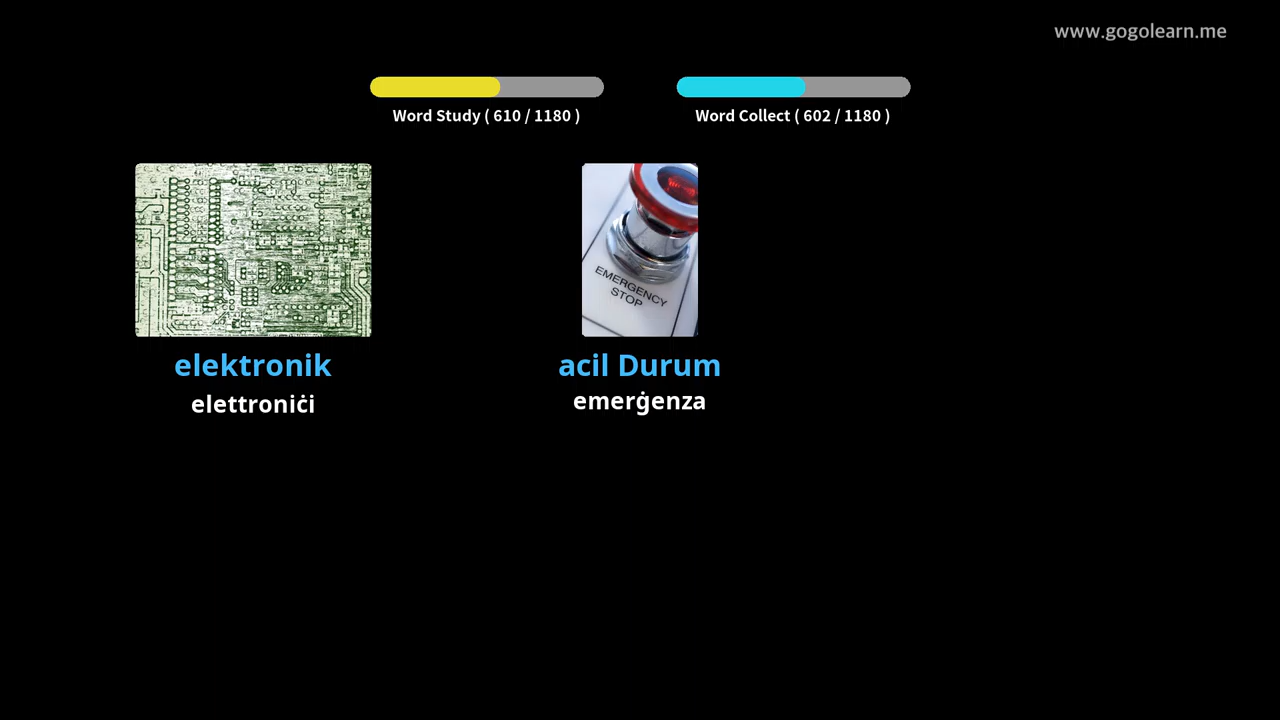 www.gogolearn.me
Word Study ( 610 / 1180 )
Word Collect ( 602 / 1180 )
EMERGENCY
STOP
elektronik
acil Durum
elettroniċi
emerġenza